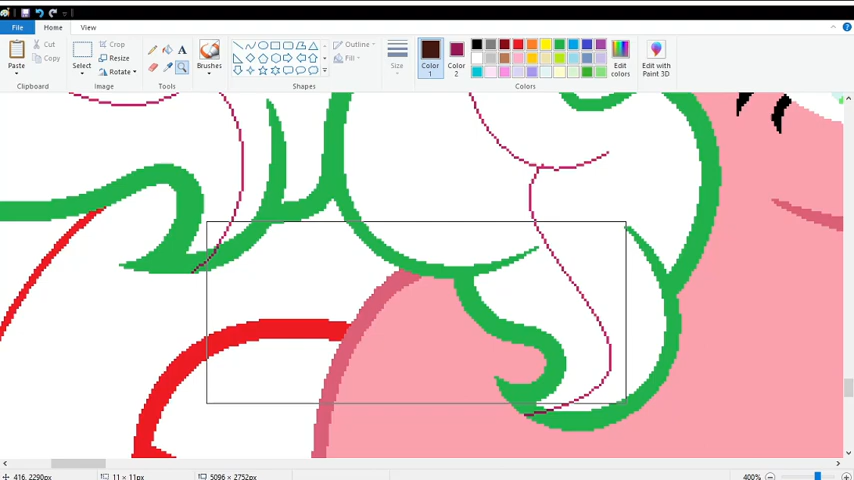 File Home View
Paste
Cut
Copy
Clipboard
Select
Crop
Resize
Rotate
Image
A
Tools
Brushes
Shapes
Outline
Fill
Size
Color 1
Color 2
Colors
Edit colors
Edit with Paint 3D
416, 2290px 11 × 11px 5096 × 2752px 400%